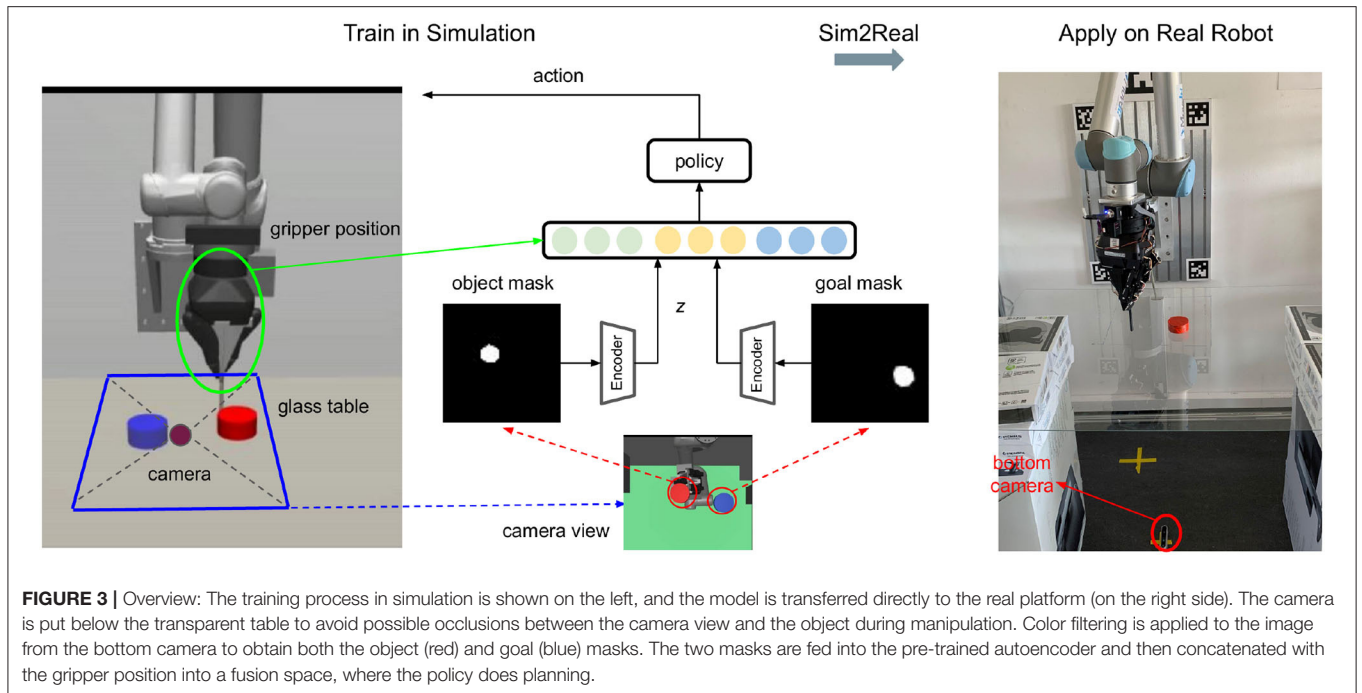 Train in Simulation
Sim2Real
Apply on Real Robot
action
policy
gripper position
object mask
goal mask
z
Encoder
Encoder
glass table
camera
camera view
bottom
camera
FIGURE 3 | Overview: The training process in simulation is shown on the left, and the model is transferred directly to the real platform (on the right side). The camera
is put below the transparent table to avoid possible occlusions between the camera view and the object during manipulation. Color filtering is applied to the image
from the bottom camera to obtain both the object (red) and goal (blue) masks. The two masks are fed into the pre-trained autoencoder and then concatenated with
the gripper position into a fusion space, where the policy does planning.